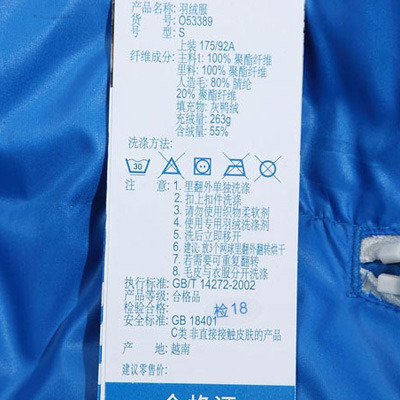 产品名称: 羽绒服
货    号: O53389
型    号: S
上装 175/92A
纤维成分: 主料1: 100% 聚酯纤维
里料: 100% 聚酯纤维
人造毛: 80% 腈纶
20% 聚酯纤维
填充物: 灰鸭绒
充绒量: 263g
含绒量: 55%
洗涤方法:
30
注    意: 1. 里翻外单独洗涤
2. 扣上扣件洗涤
3. 请勿使用织物柔软剂
4. 使用专用羽绒洗涤剂
5. 洗后立即移开
6. 建议: 放3个网球里翻外翻转烘干
7. 若需要可重复翻转
8. 毛皮与衣服分开洗涤
执行标准: GB/T 14272-2002
产品等级: 合格品
检验合格: 检18
安全标准: GB 18401
C类 非直接接触皮肤的产品
产    地: 越南
建议零售价:
合格证